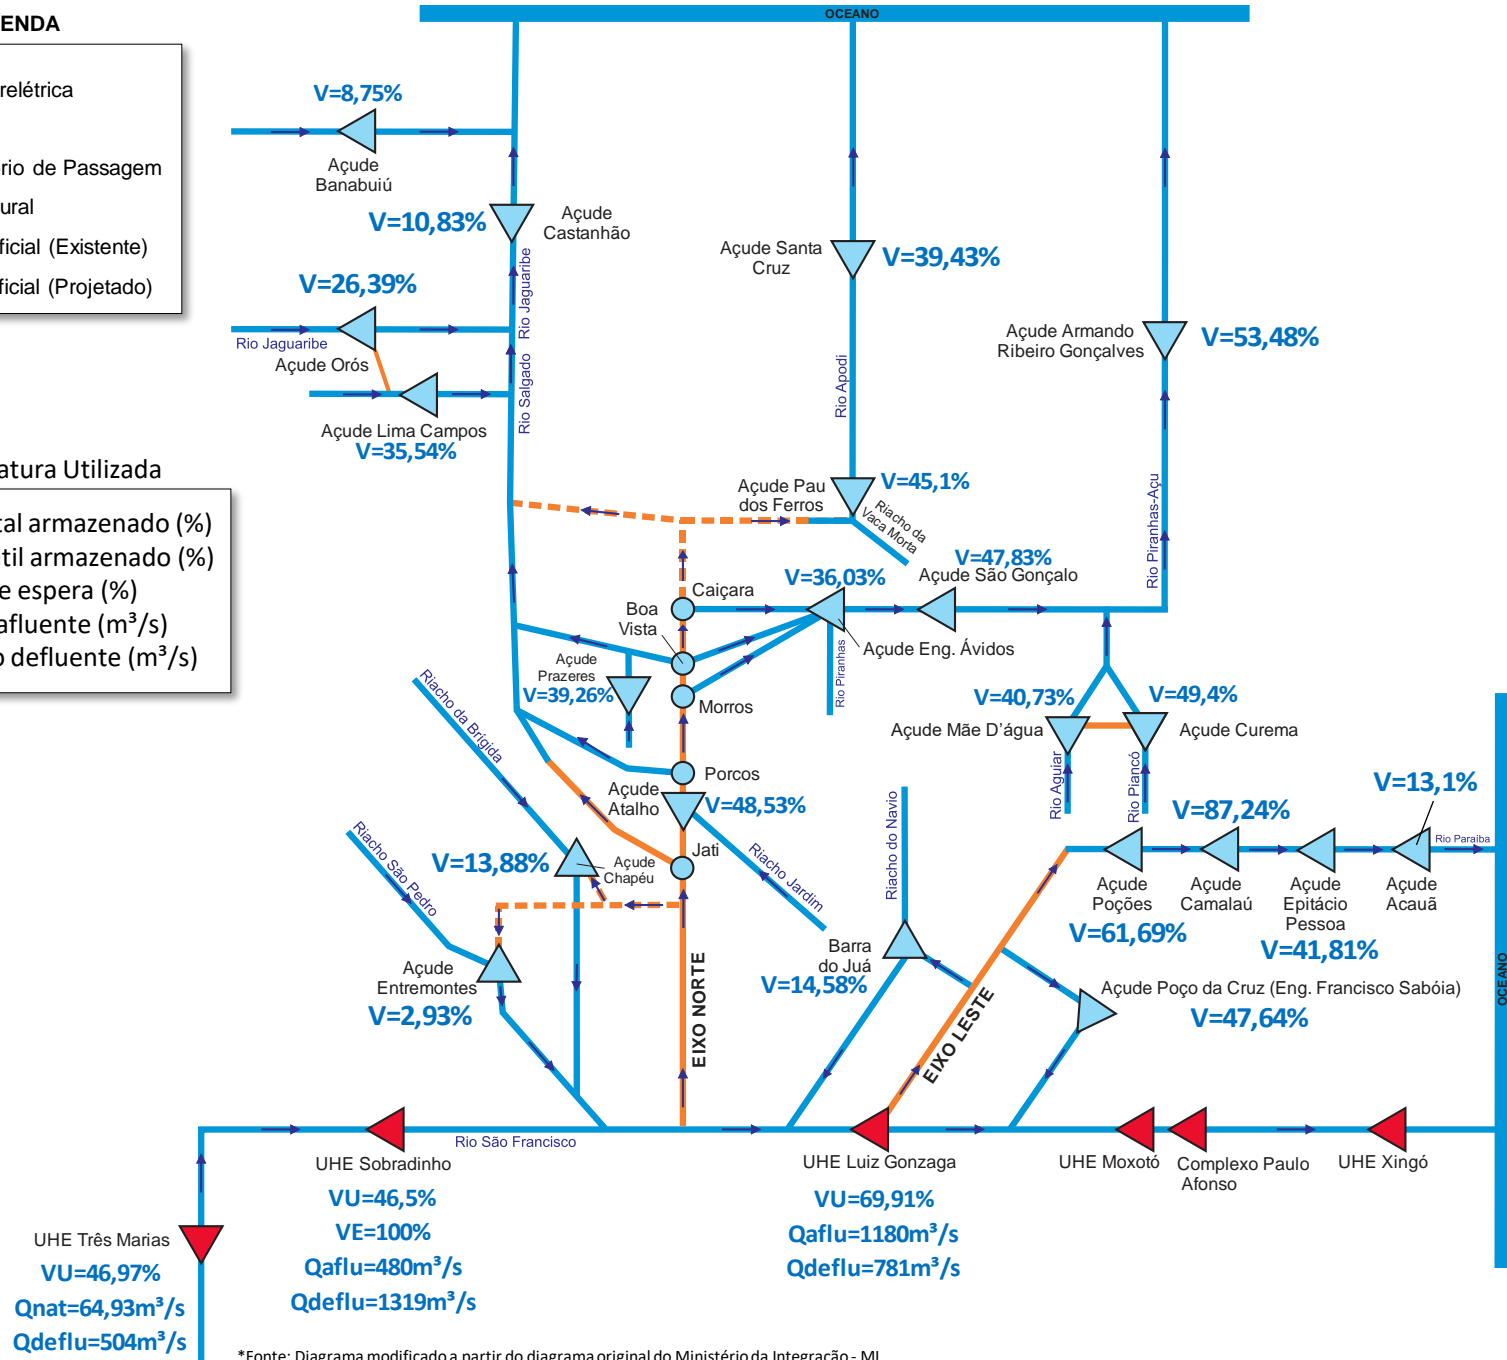 OCEANO
ENDA
relétrica
rio de Passagem
ural
ficial (Existente)
ficial (Projetado)
V=8,75%
Açude
Banabuiú
V=10,83%
Açude
Castanhão
V=26,39%
Rio Jaguaribe
Açude Orós
Rio Jaguaribe
Rio Salgado
Açude Lima Campos
V=35,54%
Açude Santa
Cruz
V=39,43%
Rio Apodi
Açude Armando
Ribeiro Gonçalves
V=53,48%
Rio Piranhas-Açu
atura Utilizada
tal armazenado (%)
til armazenado (%)
e espera (%)
afluente (m³/s)
o defluente (m³/s)
Açude Pau
dos Ferros
V=45,1%
Riacho da
Vaca Morta
V=47,83%
Açude São Gonçalo
V=36,03%
Caiçara
Boa
Vista
Açude Eng. Ávidos
Rio Piranhas
Açude
Prazeres
V=39,26%
Morros
Riacho da Brígida
V=40,73%
V=49,4%
Açude Mãe D'água
Açude Curema
Rio Aguiar
Rio Piancó
Porcos
Açude
Atalho
V=48,53%
V=13,1%
V=87,24%
Rio Paraiba
Riacho São Pedro
V=13,88%
Açude
Chapéu
Jati
Riacho Jardim
Riacho do Navio
Açude
Poções
V=61,69%
Açude
Camalaú
Açude
Epitácio
Pessoa
V=41,81%
Açude
Acauã
Açude
Entremontes
V=2,93%
EIXO NORTE
Barra
do Juá
V=14,58%
EIXO LESTE
Açude Poço da Cruz (Eng. Francisco Sabóia)
V=47,64%
OCEANO
Rio São Francisco
UHE Sobradinho
VU=46,5%
VE=100%
Qaflu=480m³/s
Qdeflu=1319m³/s
UHE Luiz Gonzaga
VU=69,91%
Qaflu=1180m³/s
Qdeflu=781m³/s
UHE Moxotó
Complexo Paulo
Afonso
UHE Xingó
UHE Três Marias
VU=46,97%
Qnat=64,93m³/s
Qdeflu=504m³/s
*Fonte: Diagrama modificado a partir do diagrama original do Ministério da Integração - MI